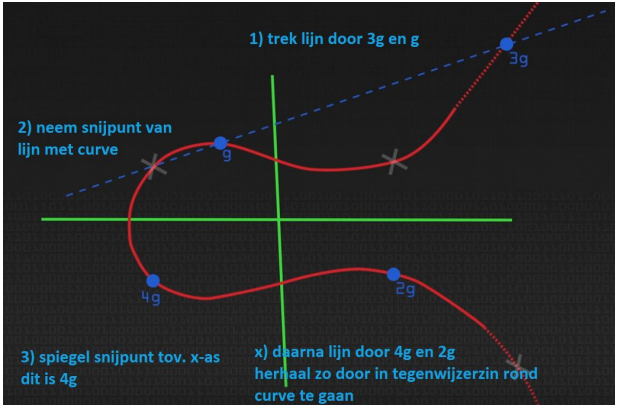 1) trek lijn door 3g en g
3g
2) neem snijpunt van
lijn met curve
g
4g
2g
3) spiegel snijpunt tov. x-as
dit is 4g
x) daarna lijn door 4g en 2g
herhaal zo door in tegenwijzerzin rond
curve te gaan